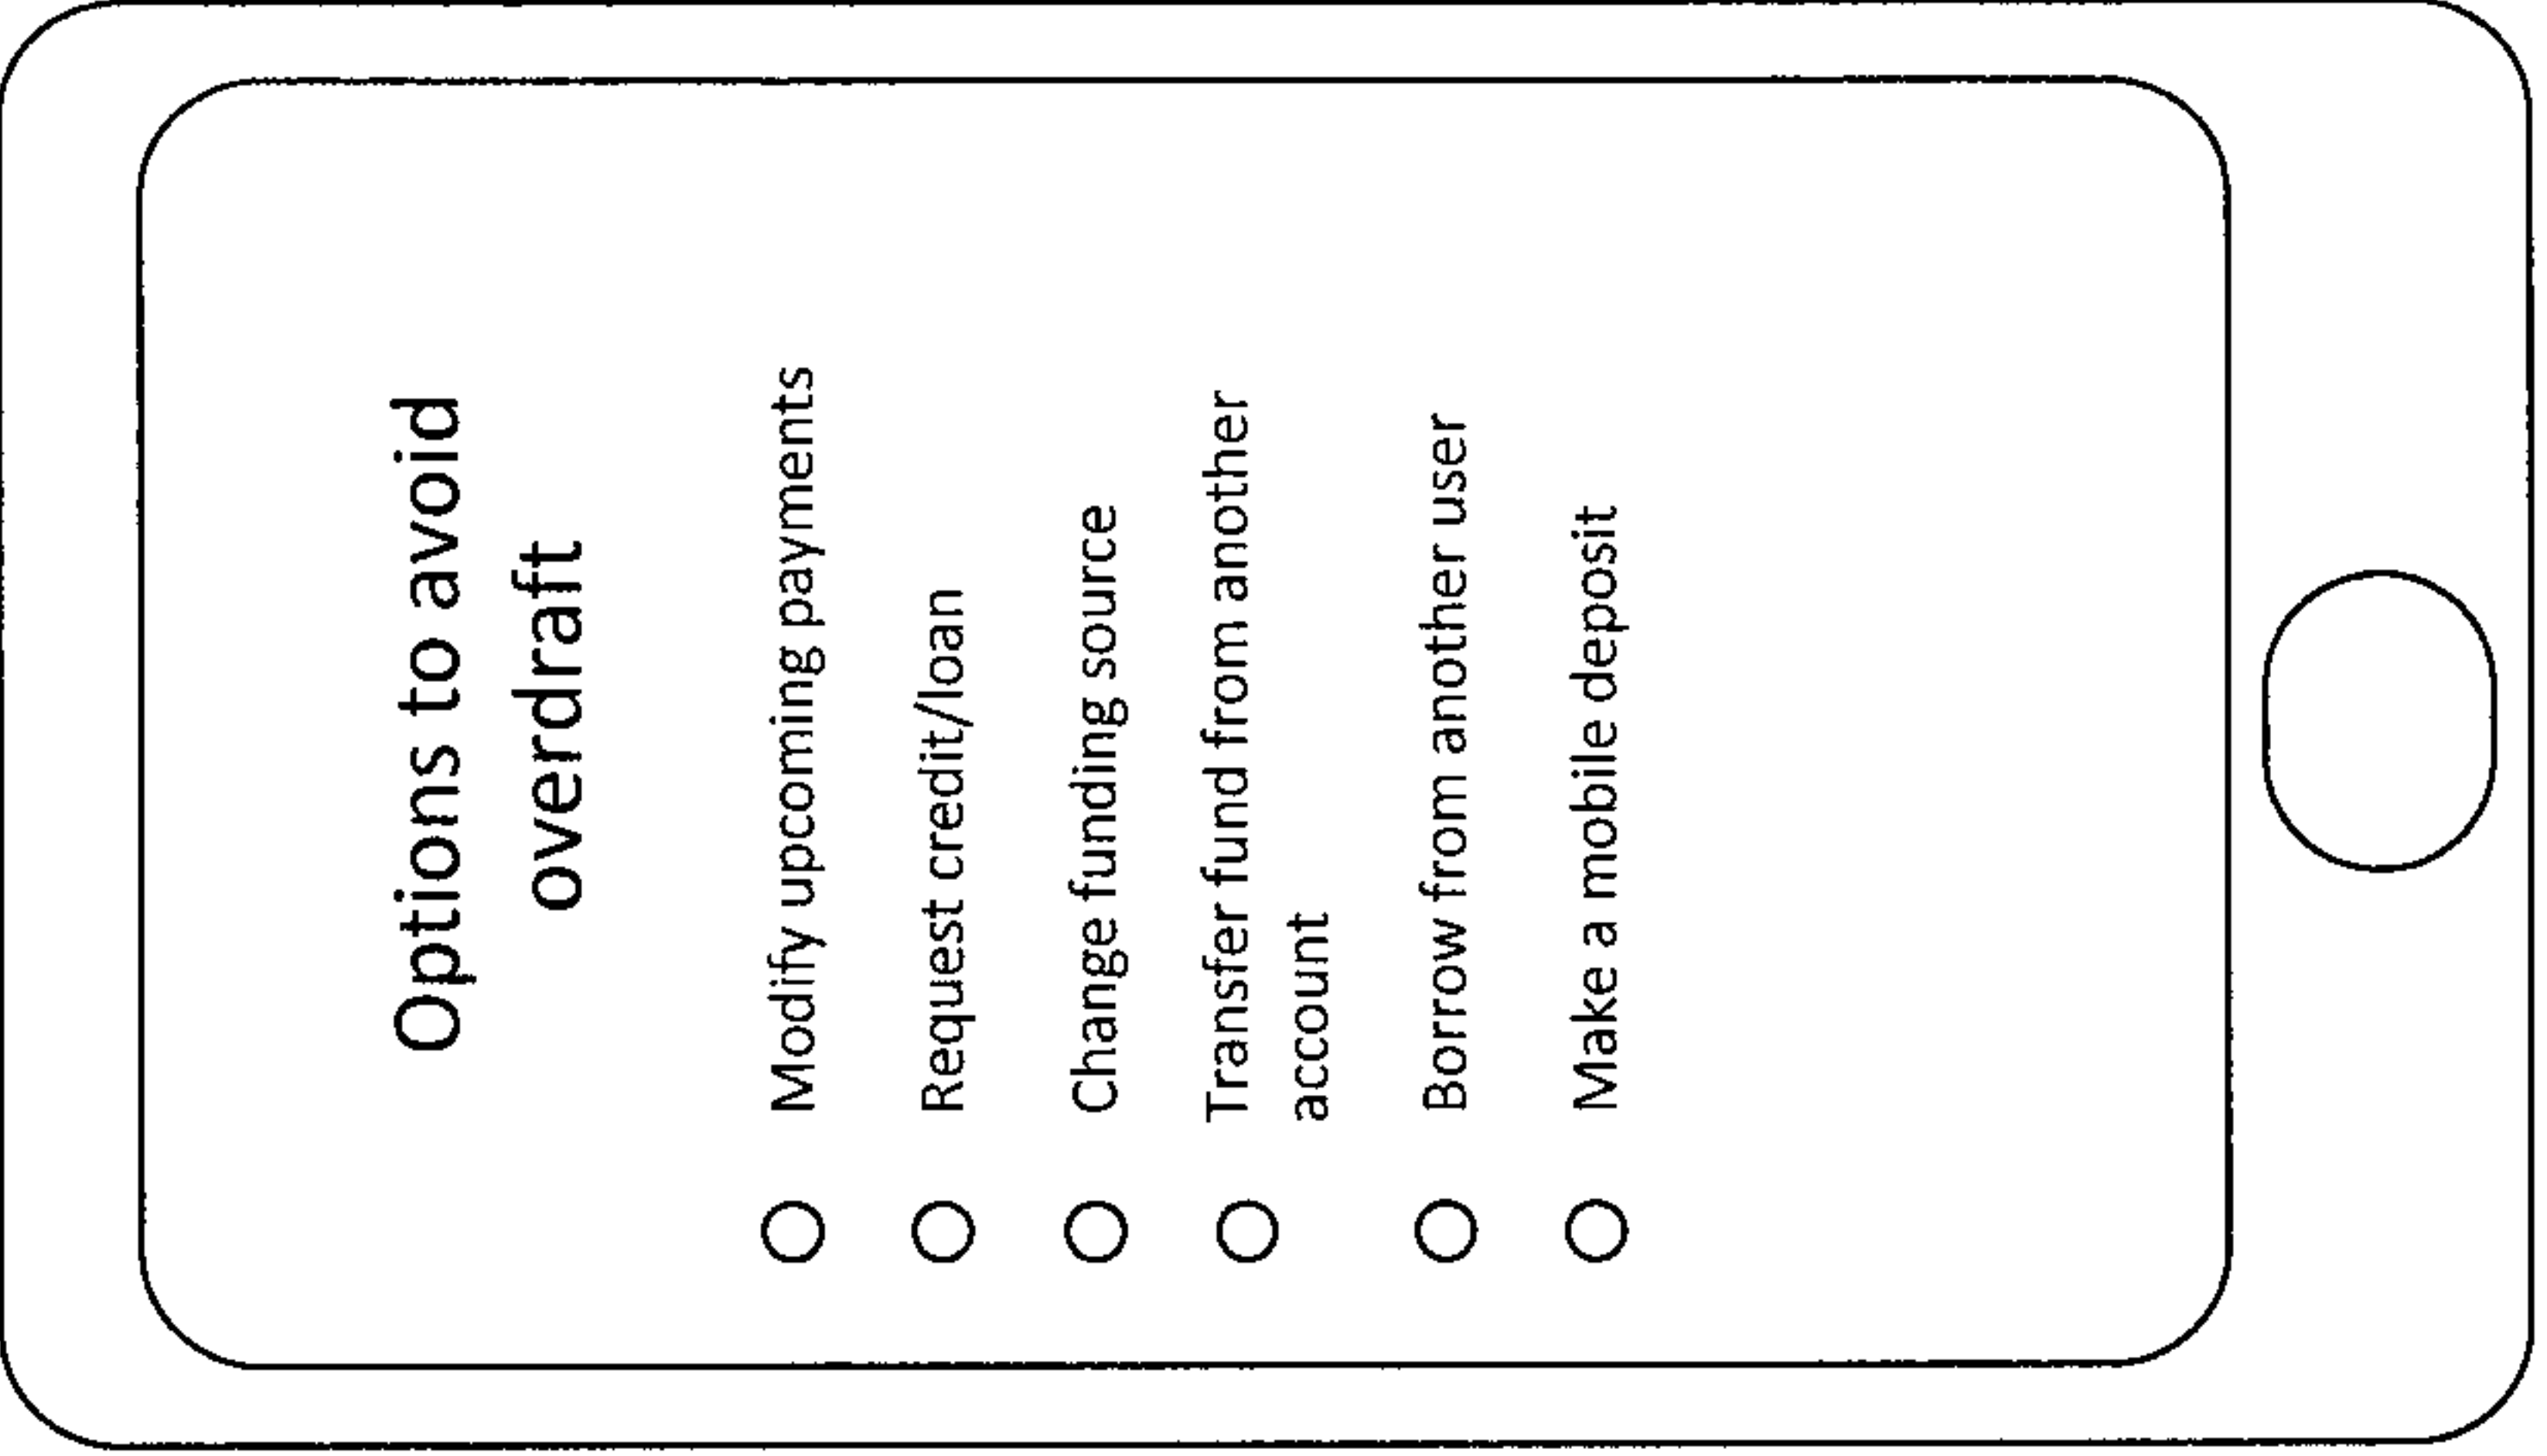 Options to avoid
overdraft
Modify upcoming payments
Request credit/loan
Change funding source
Transfer fund from another
account
Borrow from another user
Make a mobile deposit